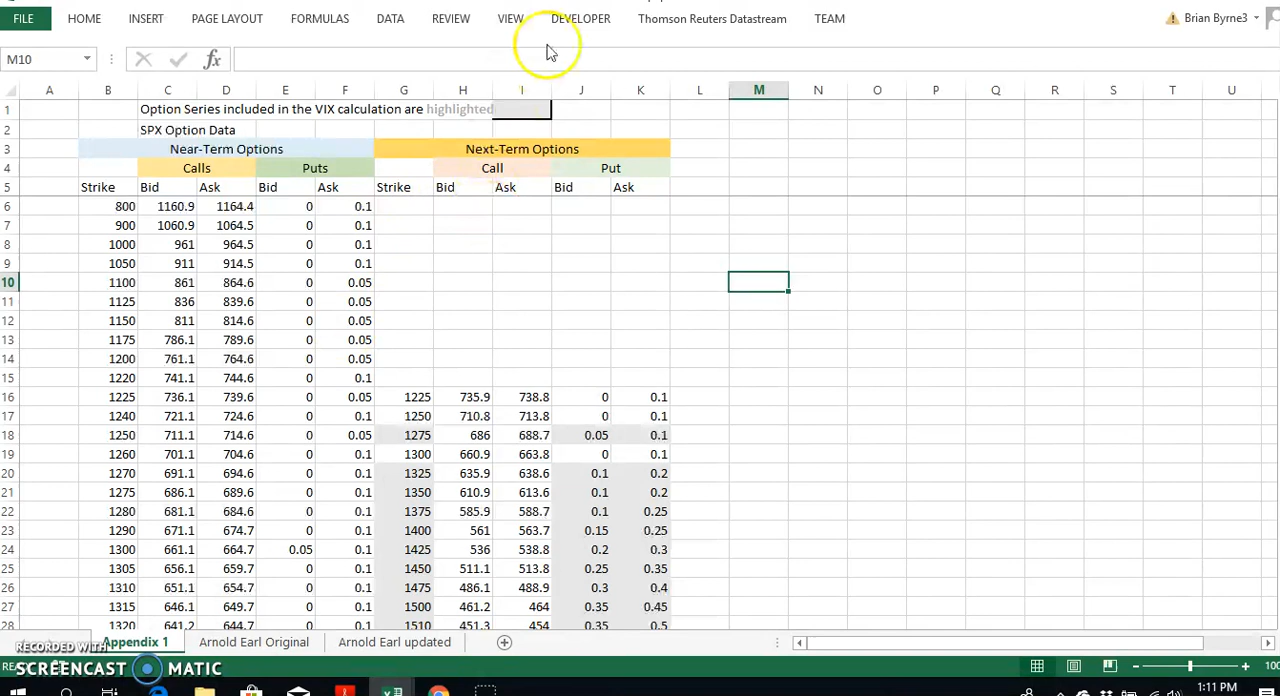 FILE HOME INSERT PAGE LAYOUT FORMULAS DATA REVIEW VIEW DEVELOPER Thomson Reuters Datastream TEAM Brian Byrne3
M10 fx
A B C D E F G H I J K L M N O P Q R S T U
1 Option Series included in the VIX calculation are highlighted
2 SPX Option Data
3 Near-Term Options Next-Term Options
4 Calls Puts Call Put
5 Strike Bid Ask Bid Ask Strike Bid Ask Bid Ask
6 800 1160.9 1164.4 0 0.1
7 900 1060.9 1064.5 0 0.1
8 1000 961 964.5 0 0.1
9 1050 911 914.5 0 0.1
10 1100 861 864.6 0 0.05
11 1125 836 839.6 0 0.05
12 1150 811 814.6 0 0.05
13 1175 786.1 789.6 0 0.05
14 1200 761.1 764.6 0 0.05
15 1220 741.1 744.6 0 0.1
16 1225 736.1 739.6 0 0.05 1225 735.9 738.8 0 0.1
17 1240 721.1 724.6 0 0.1 1250 710.8 713.8 0 0.1
18 1250 711.1 714.6 0 0.05 1275 686 688.7 0.05 0.1
19 1260 701.1 704.6 0 0.1 1300 660.9 663.8 0 0.1
20 1270 691.1 694.6 0 0.1 1325 635.9 638.6 0.1 0.2
21 1275 686.1 689.6 0 0.1 1350 610.9 613.6 0.1 0.2
22 1280 681.1 684.6 0 0.1 1375 585.9 588.7 0.1 0.25
23 1290 671.1 674.7 0 0.1 1400 561 563.7 0.15 0.25
24 1300 661.1 664.7 0.05 0.1 1425 536 538.8 0.2 0.3
25 1305 656.1 659.7 0 0.1 1450 511.1 513.8 0.25 0.35
26 1310 651.1 654.7 0 0.1 1475 486.1 488.9 0.3 0.4
27 1315 646.1 649.7 0 0.1 1500 461.2 464 0.35 0.45
28 1320 641.2 644.7 0 0.1 1510 451.3 454 0.35 0.5
Appendix 1 Arnold Earl Original Arnold Earl updated
RECORDED WITH
SCREENCAST MATIC
100
1:11 PM